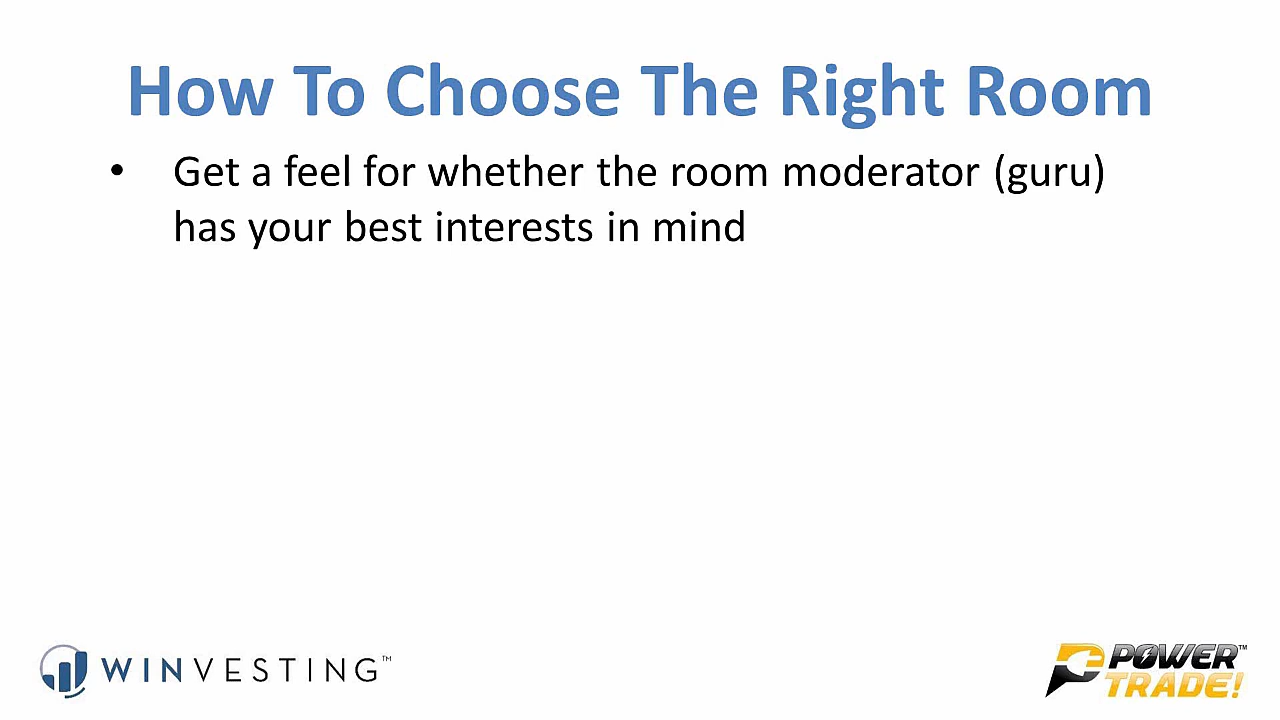 How To Choose The Right Room
• Get a feel for whether the room moderator (guru)
has your best interests in mind
WINVESTING™
POWER™
TRADE!